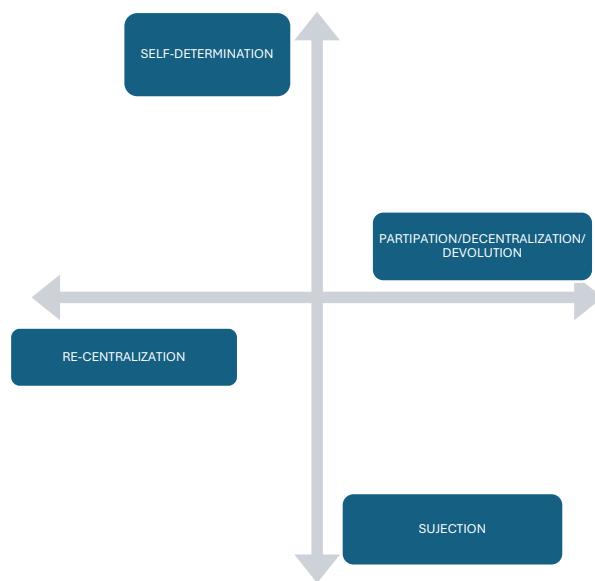 SELF-DETERMINATION
PARTIPATION/DECENTRALIZATION/
DEVOLUTION
RE-CENTRALIZATION
SUJECTION